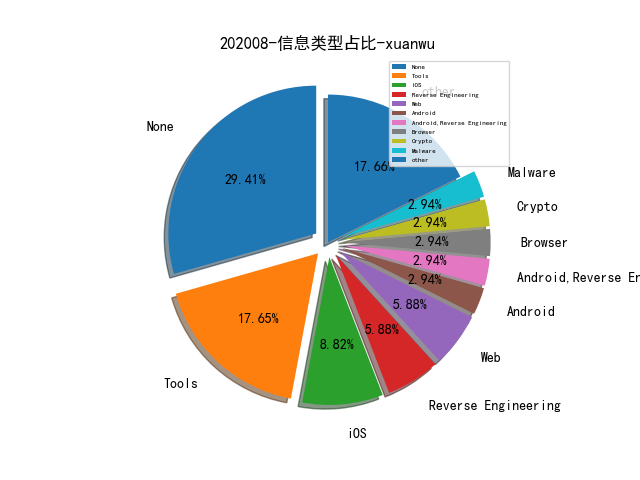 202008-信息类型占比-xuanwu
None
Tools
iOS
Reverse Engineering
Web
Android
Android,Reverse Engineering
Browser
Crypto
Malware
other
other
None
29.41%
17.66%
Malware
2.94%
Crypto
2.94%
Browser
2.94%
Android,Reverse En
2.94%
Android
2.94%
Web
5.88%
Reverse Engineering
5.88%
iOS
8.82%
Tools
17.65%